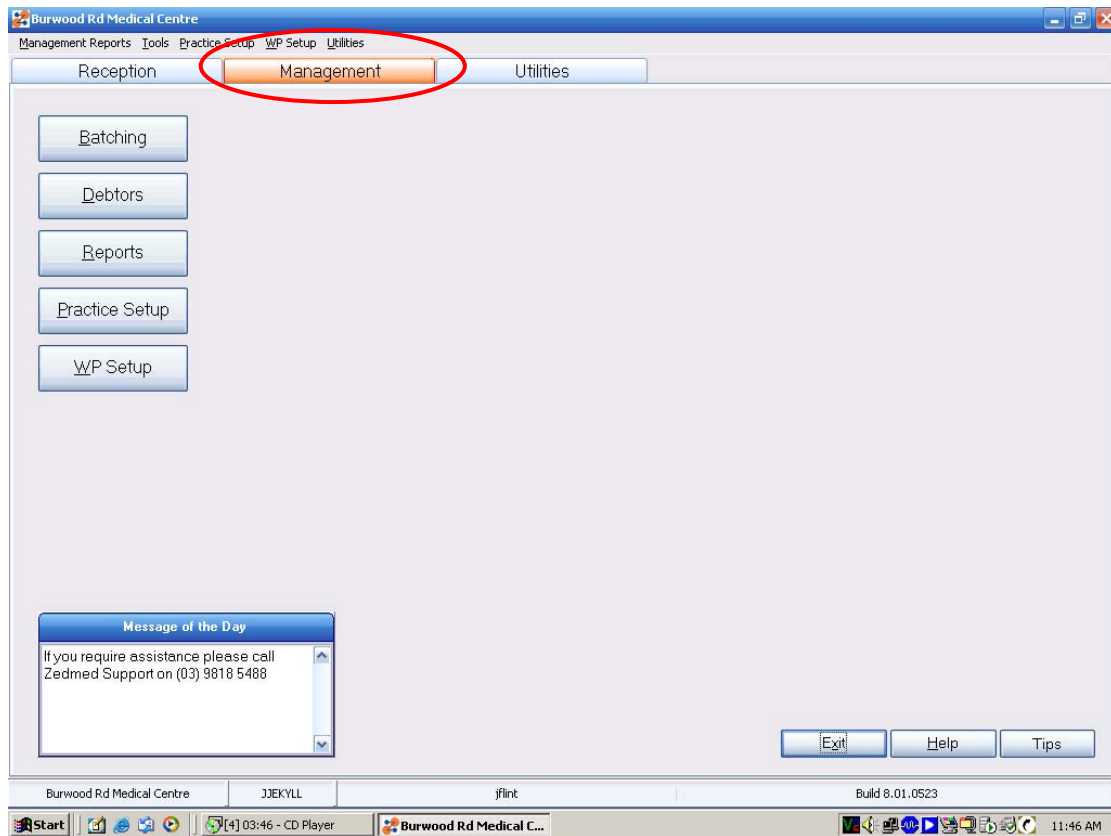 Burwood Rd Medical Centre
Management Reports Tools Practice Setup WP Setup Utilities
Reception Management Utilities
Batching
Debtors
Reports
Practice Setup
WP Setup
Message of the Day
If you require assistance please call
Zedmed Support on (03) 9818 5488
Exit Help Tips
Burwood Rd Medical Centre JJEKYLL jflint Build 8.01.0523
Start [4] 03:46 - CD Player Burwood Rd Medical C... 11:46 AM